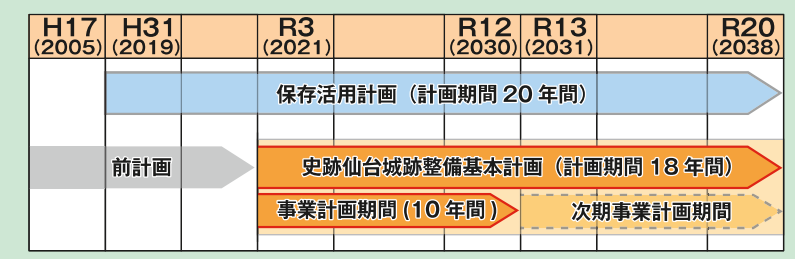 H17 H31 R3 R12 R13 R20
(2005) (2019) (2021) (2030) (2031) (2038)
保存活用計画（計画期間 20 年間）
前計画
史跡仙台城跡整備基本計画（計画期間 18 年間）
事業計画期間 (10 年間 )
次期事業計画期間